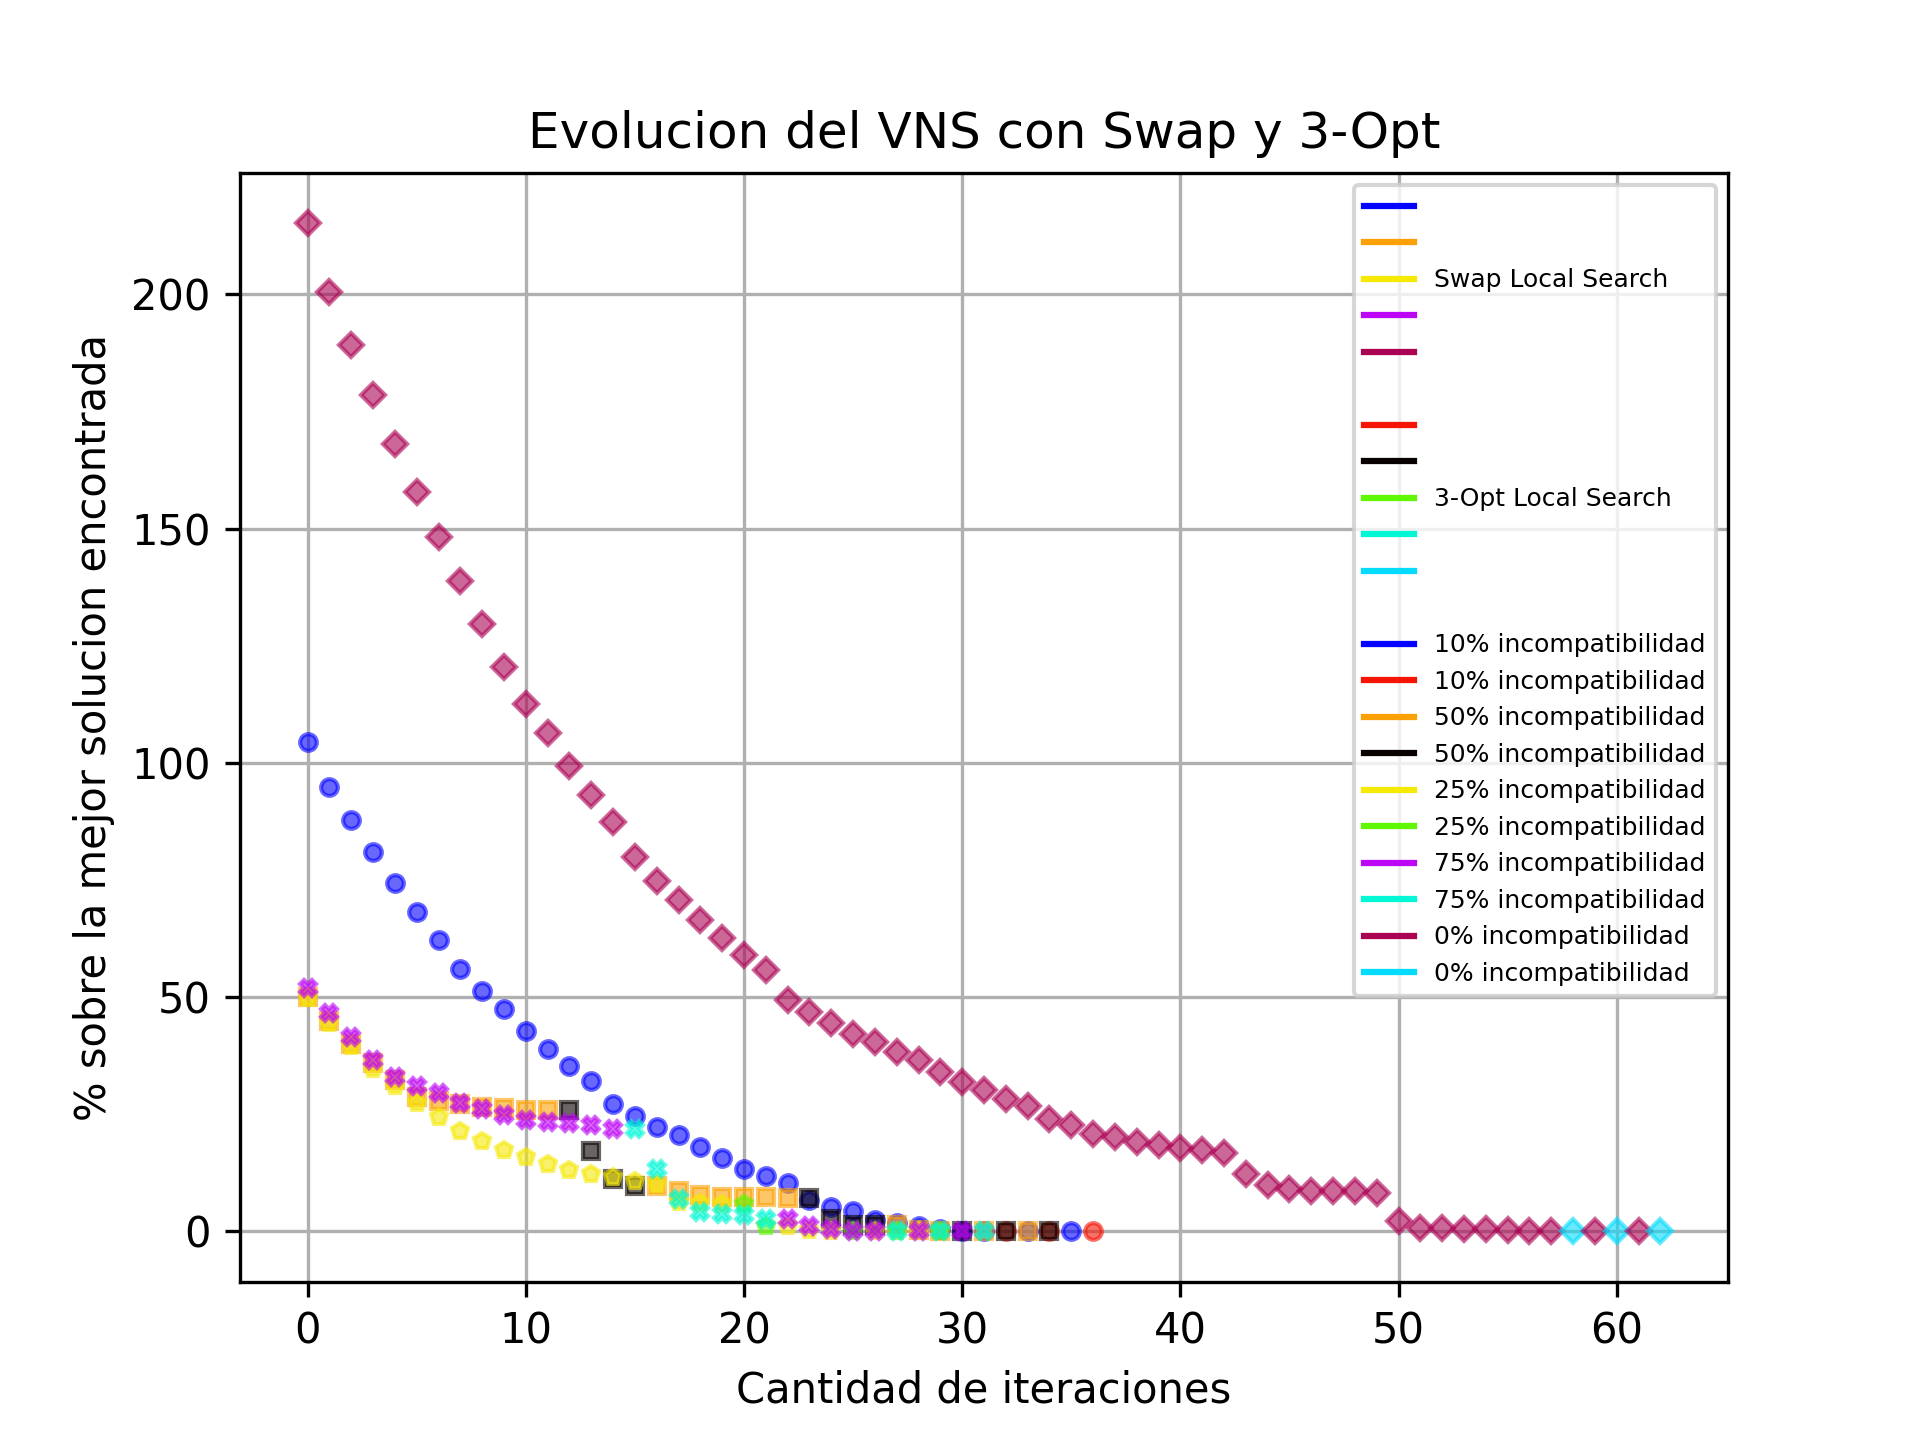 Evolucion del VNS con Swap y 3-Opt
% sobre la mejor solucion encontrada
200
150
100
50
0
0 10 20 30 40 50 60
Cantidad de iteraciones
Swap Local Search
3-Opt Local Search
10% incompatibilidad
10% incompatibilidad
50% incompatibilidad
50% incompatibilidad
25% incompatibilidad
25% incompatibilidad
75% incompatibilidad
75% incompatibilidad
0% incompatibilidad
0% incompatibilidad